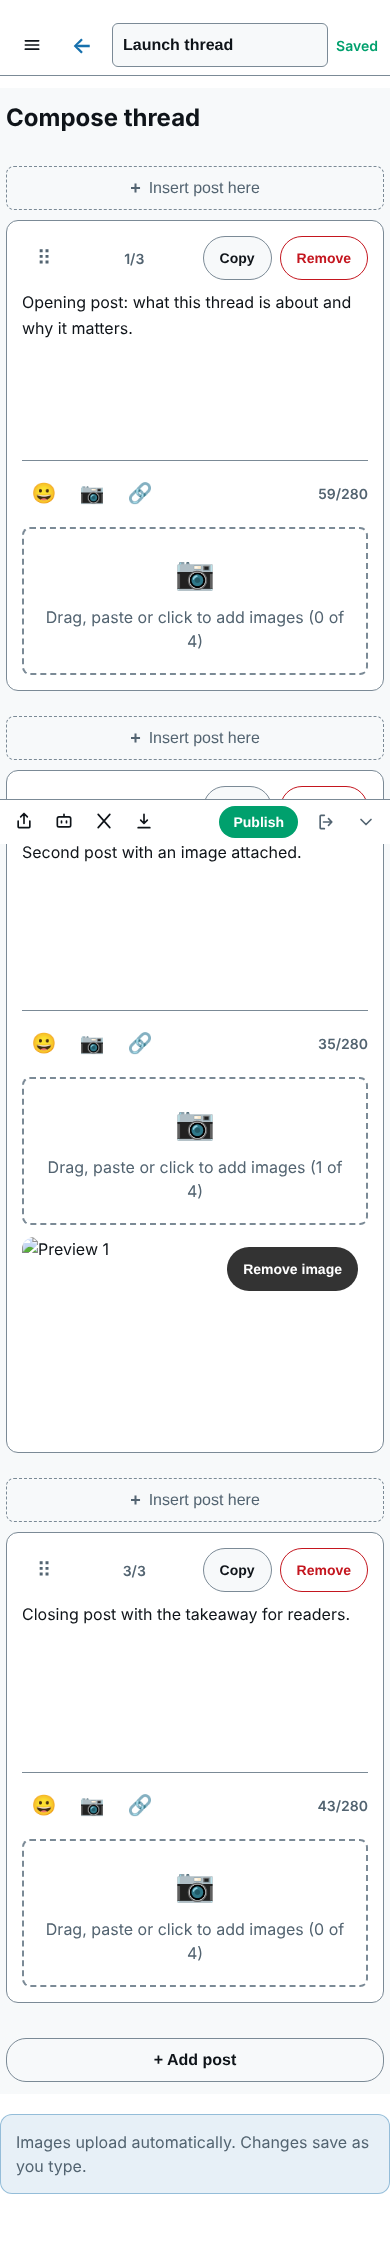 Launch thread
Saved
Compose thread
+ Insert post here
1/3
Copy
Remove
Opening post: what this thread is about and
why it matters.
59/280
Drag, paste or click to add images (0 of
4)
+ Insert post here
Publish
Second post with an image attached.
35/280
Drag, paste or click to add images (1 of
4)
Preview 1
Remove image
+ Insert post here
3/3
Copy
Remove
Closing post with the takeaway for readers.
43/280
Drag, paste or click to add images (0 of
4)
+ Add post
Images upload automatically. Changes save as
you type.